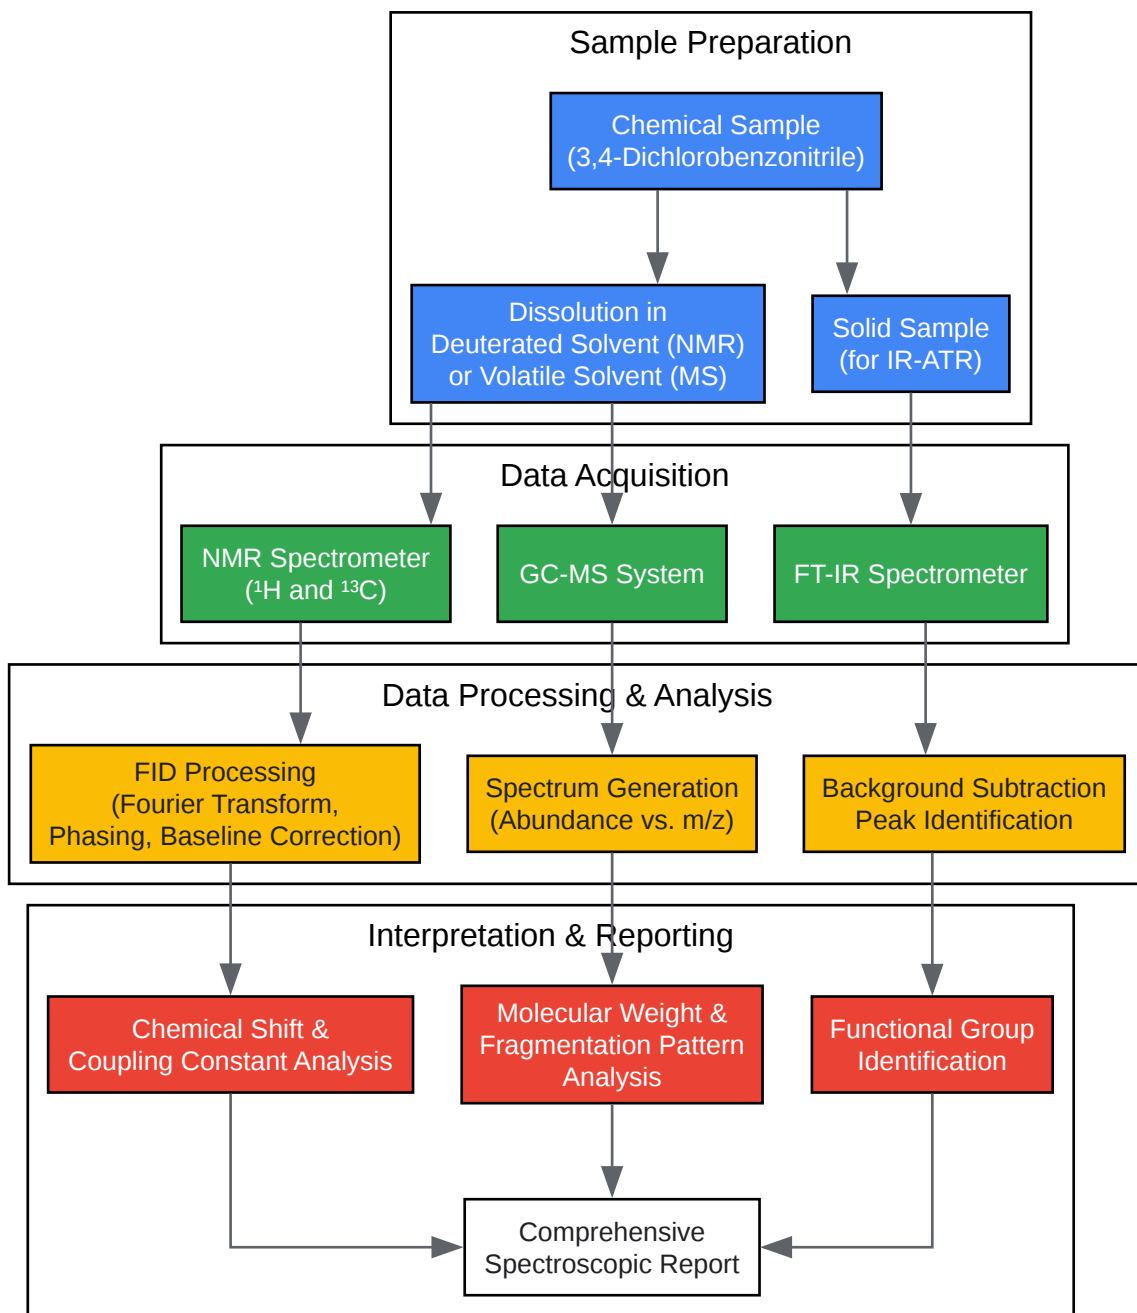 Sample Preparation
Chemical Sample
(3,4-Dichlorobenzonitrile)
Dissolution in
Deuterated Solvent (NMR)
or Volatile Solvent (MS)
Solid Sample
(for IR-ATR)
Data Acquisition
NMR Spectrometer
(¹H and ¹³C)
GC-MS System
FT-IR Spectrometer
Data Processing & Analysis
FID Processing
(Fourier Transform,
Phasing, Baseline Correction)
Spectrum Generation
(Abundance vs. m/z)
Background Subtraction
Peak Identification
Interpretation & Reporting
Chemical Shift &
Coupling Constant Analysis
Molecular Weight &
Fragmentation Pattern
Analysis
Functional Group
Identification
Comprehensive
Spectroscopic Report